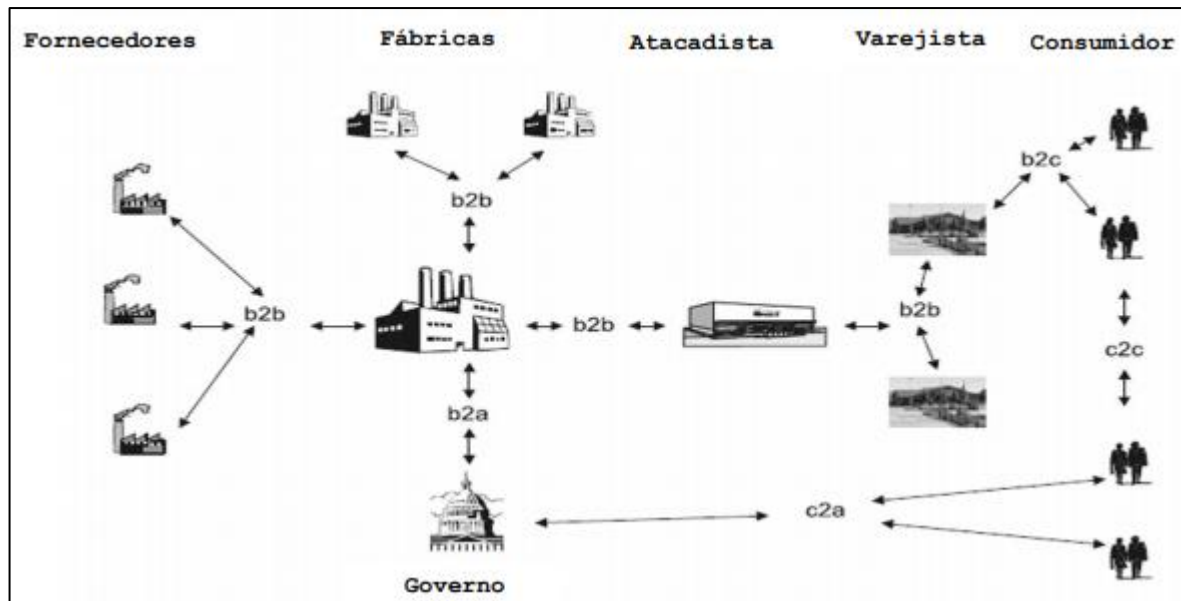 Fornecedores
Fábricas
Atacadista
Varejista
Consumidor
b2c
b2b
b2b
b2b
b2b
c2c
b2a
c2a
Governo